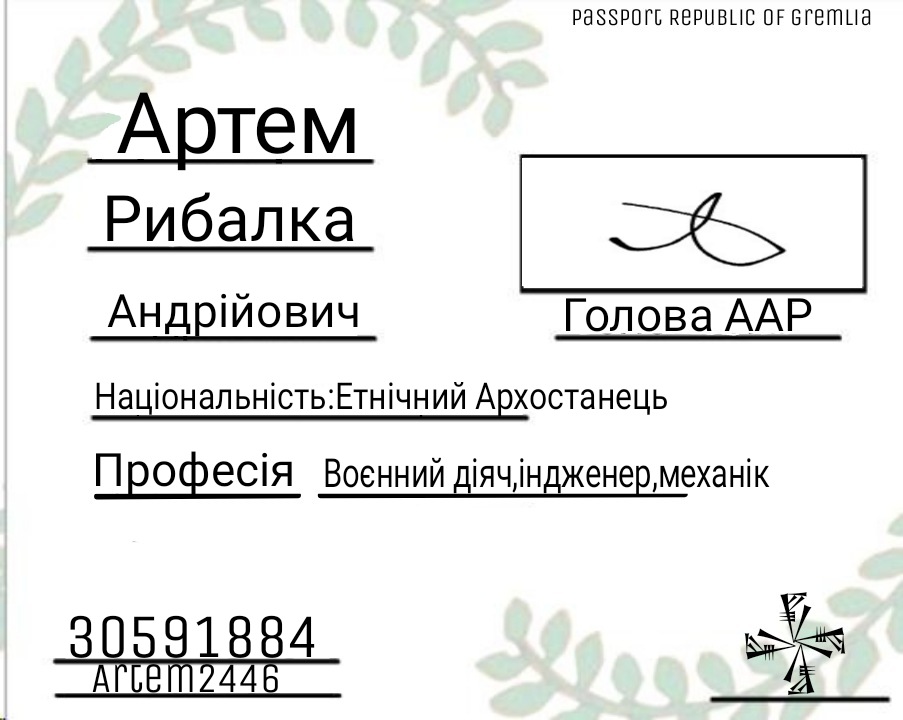 Passport Republic of Gremlia
Артем
Рибалка
Андрійович
Голова ААР
Національність:Етнічний Архостанець
Професія Воєнний діяч,індженер,механік
30591884
Artem2446